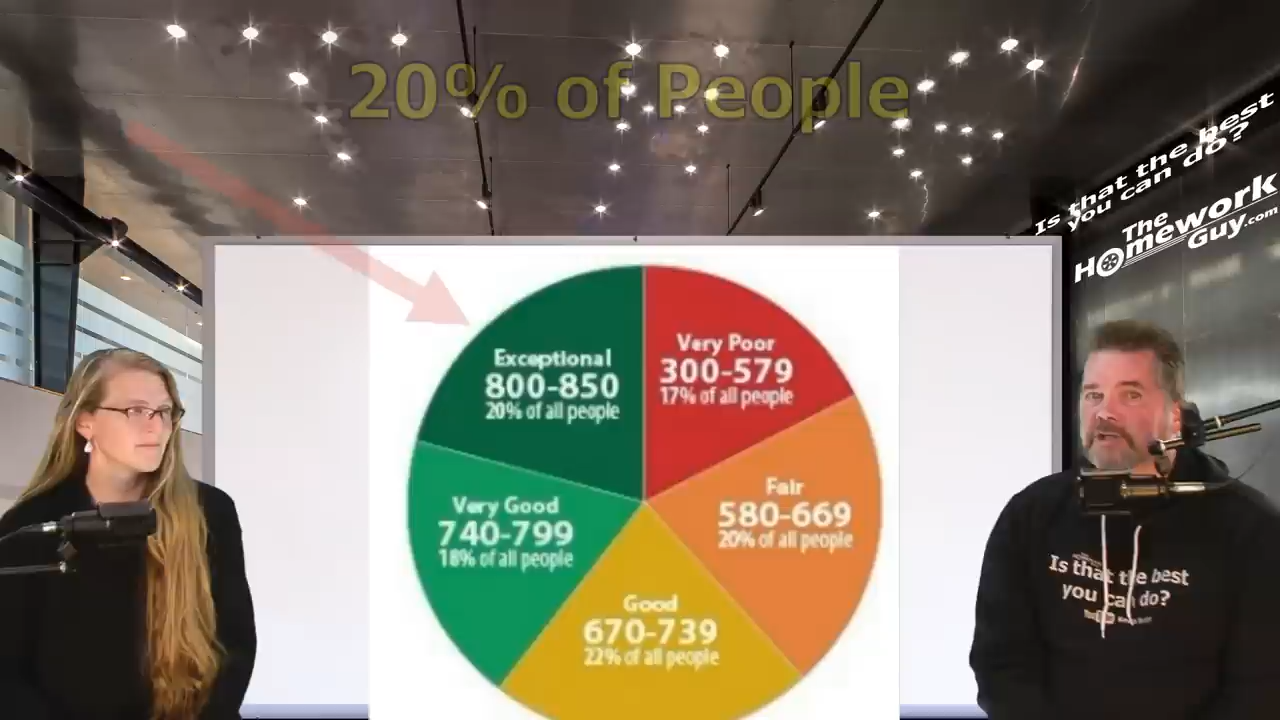 20% of People
Is that the best
you can do?
The
Homework
Guy.com
Exceptional
800-850
20% of all people
Very Poor
300-579
17% of all people
Very Good
740-799
18% of all people
Fair
580-669
20% of all people
Good
670-739
22% of all people
Is that the best
you can do?